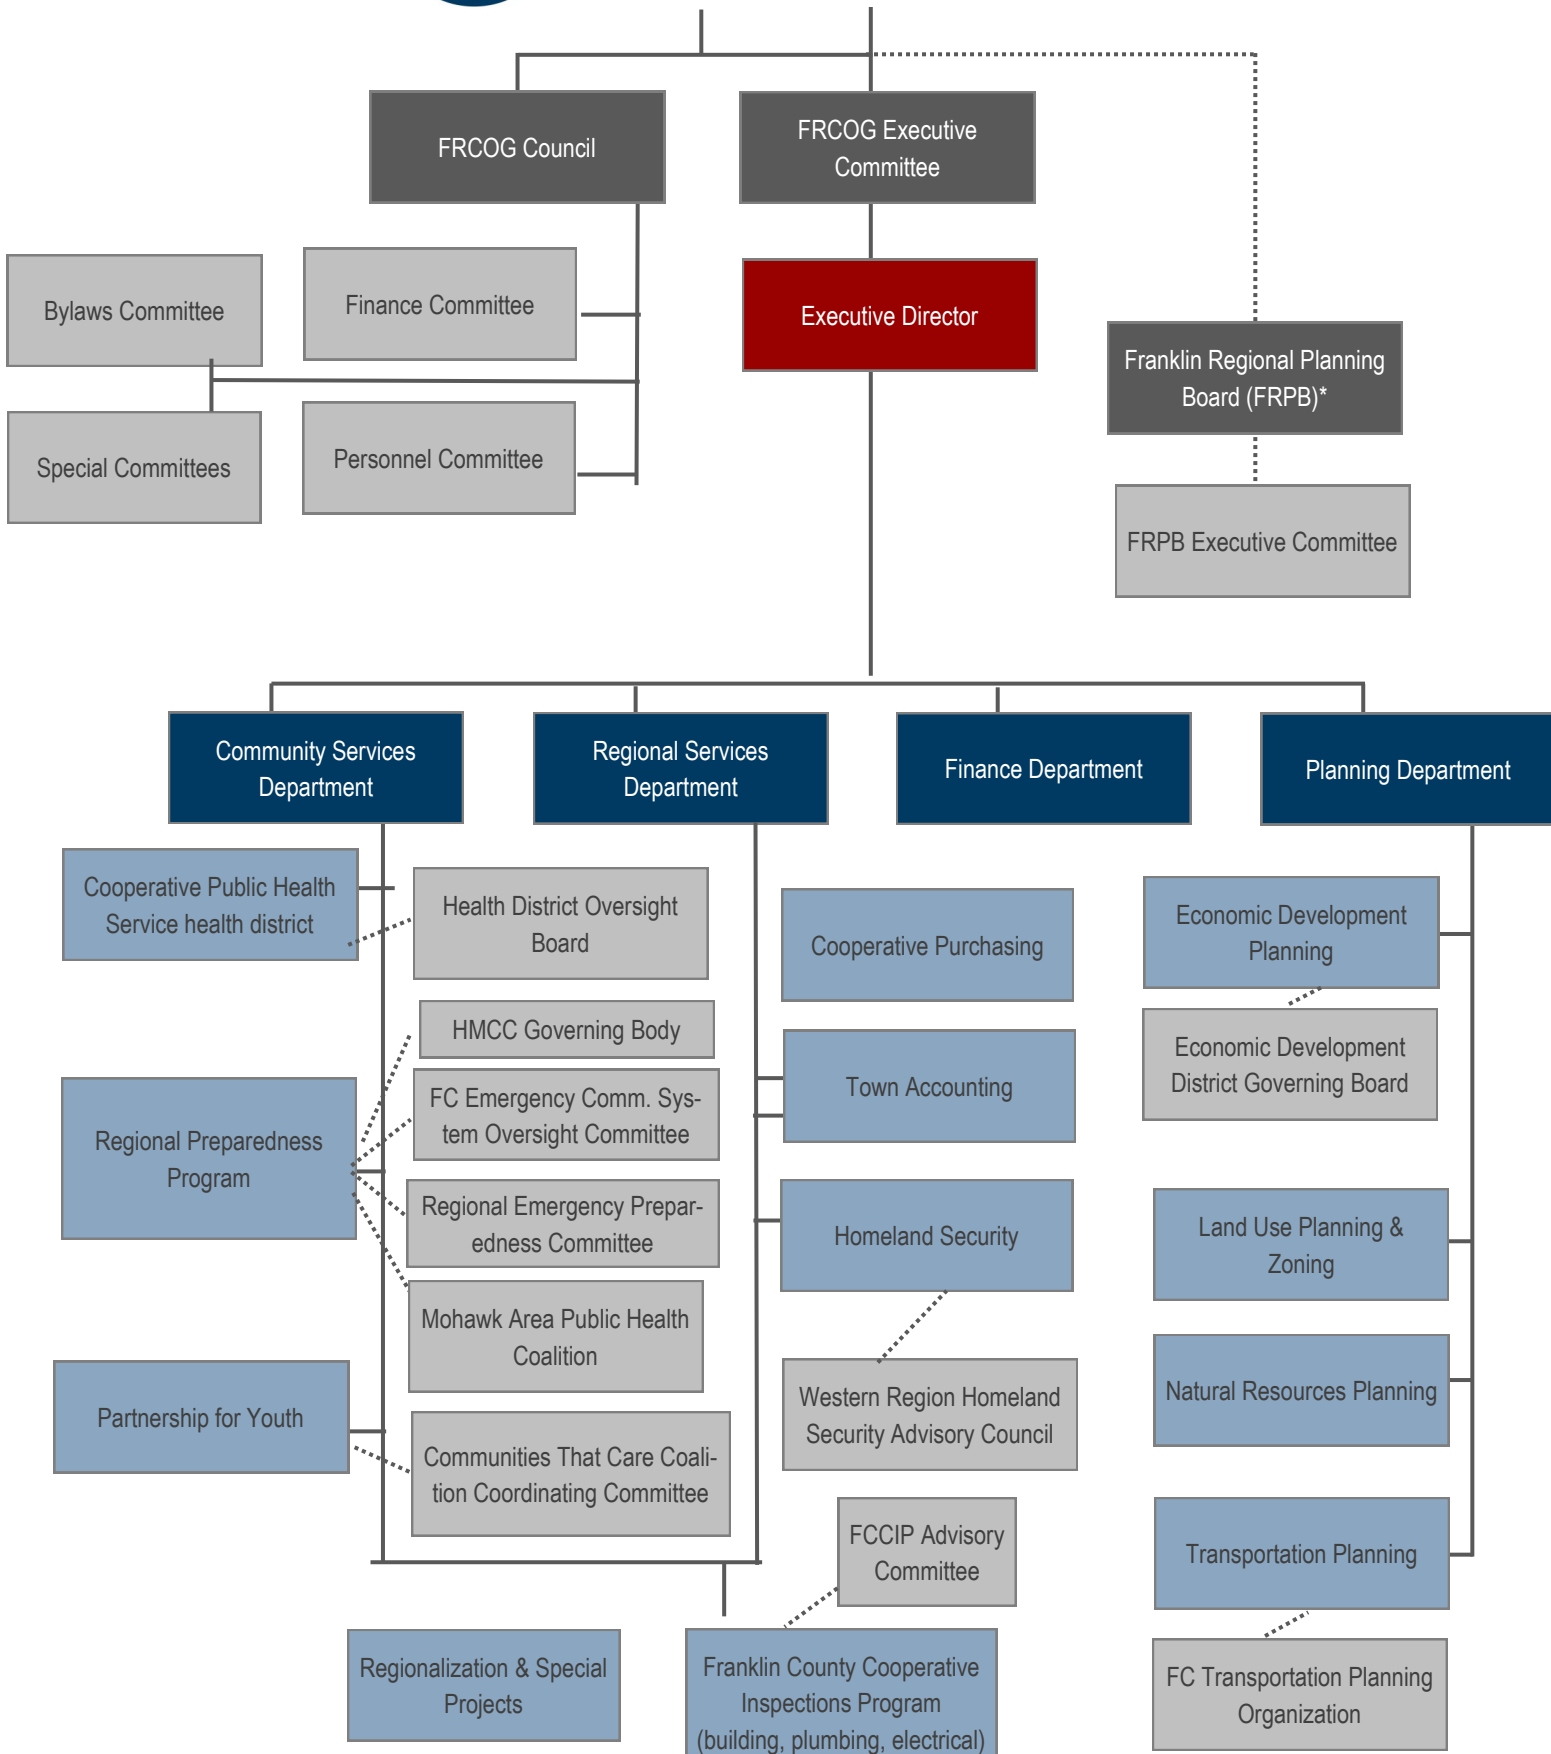 FRCOG Council
FRCOG Executive
Committee
Bylaws Committee
Finance Committee
Executive Director
Franklin Regional Planning
Board (FRPB)*
Special Committees
Personnel Committee
FRPB Executive Committee
Community Services
Department
Regional Services
Department
Finance Department
Planning Department
Cooperative Public Health
Service health district
Health District Oversight
Board
HMCC Governing Body
FC Emergency Comm. Sys-
tem Oversight Committee
Regional Preparedness
Program
Regional Emergency Prepar-
edness Committee
Mohawk Area Public Health
Coalition
Partnership for Youth
Communities That Care Coali-
tion Coordinating Committee
Cooperative Purchasing
Town Accounting
Homeland Security
Western Region Homeland
Security Advisory Council
FCCIP Advisory
Committee
Regionalization & Special
Projects
Franklin County Cooperative
Inspections Program
(building, plumbing, electrical)
Economic Development
Planning
Economic Development
District Governing Board
Land Use Planning &
Zoning
Natural Resources Planning
Transportation Planning
FC Transportation Planning
Organization